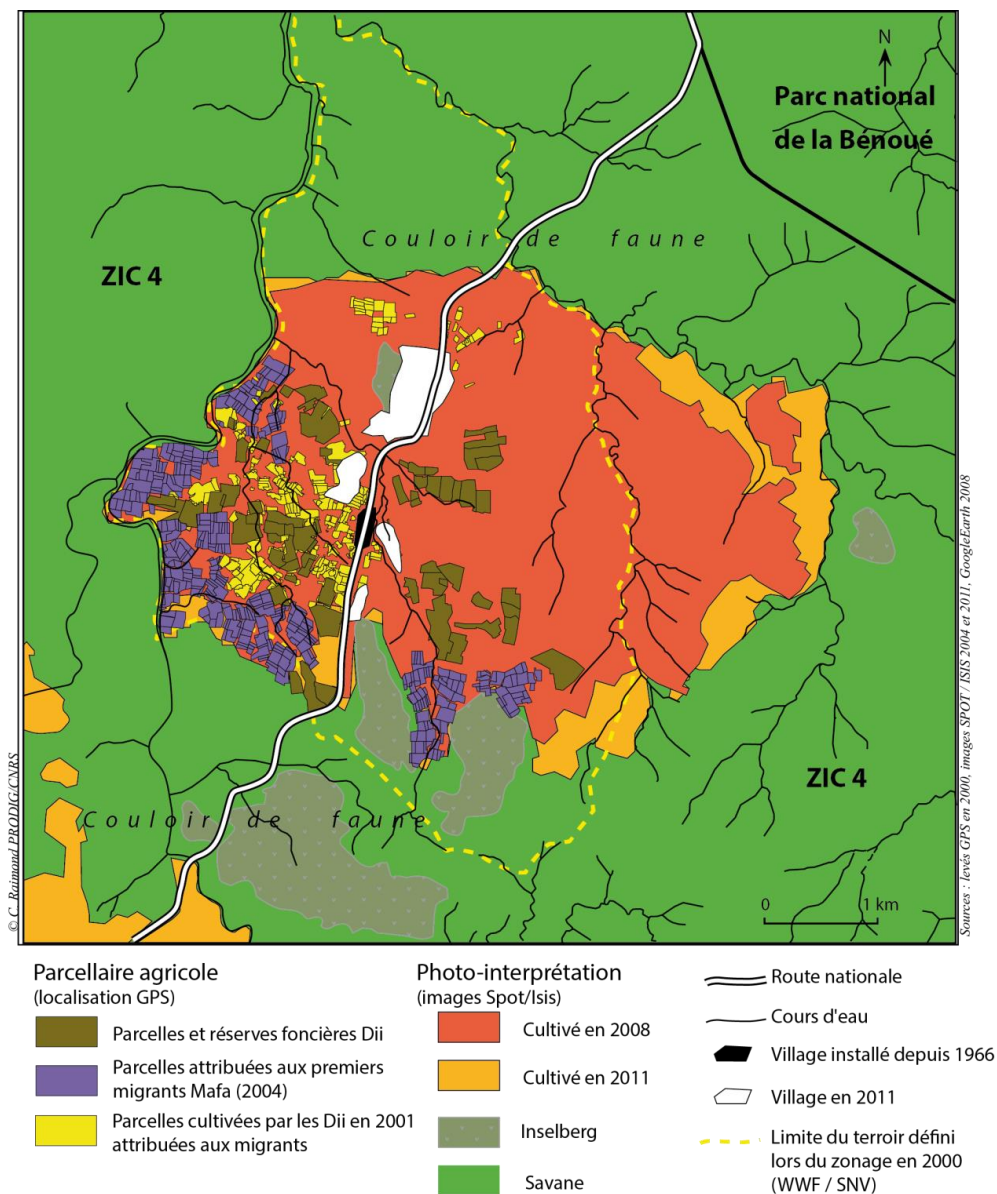 N
Parc national
de la Bénoué
Couloir de faune
ZIC 4
ZIC 4
Couloir de faune
0 1 km
© C. Raimond PRODIG/CNRS
Sources : levés GPS en 2000, images SPOT / ISIS 2004 et 2011, GoogleEarth 2008
Parcellaire agricole
(localisation GPS)
Parcelles et réserves foncières Dii
Parcelles attribuées aux premiers
migrants Mafa (2004)
Parcelles cultivées par les Dii en 2001
attribuées aux migrants
Photo-interprétation
(images Spot/Isis)
Cultivé en 2008
Cultivé en 2011
Inselberg
Savane
Route nationale
Cours d'eau
Village installé depuis 1966
Village en 2011
Limite du terroir défini
lors du zonage en 2000
(WWF / SNV)